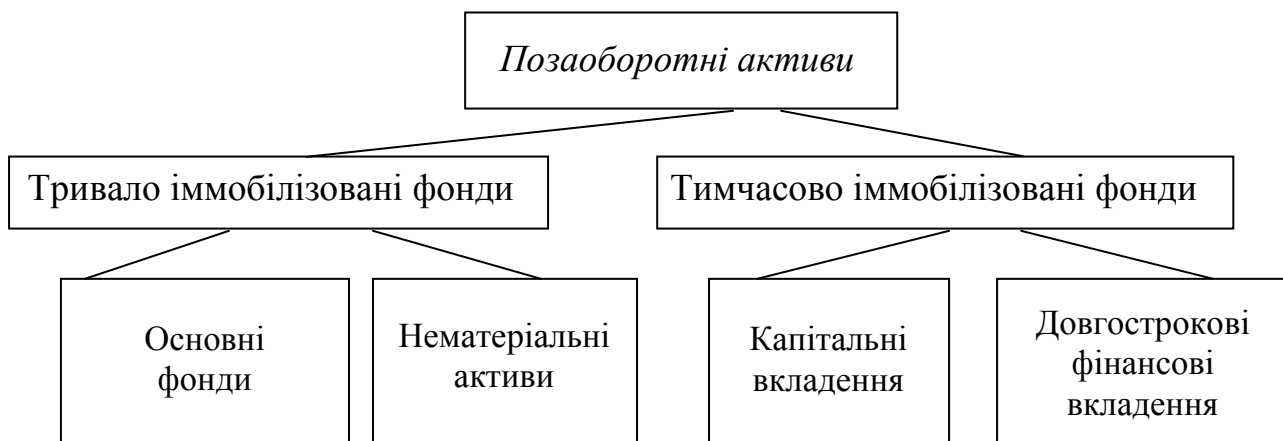 Позаоборотні активи
Тривало іммобілізовані фонди
Тимчасово іммобілізовані фонди
Основні
фонди
Нематеріальні
активи
Капітальні
вкладення
Довгострокові
фінансові
вкладення